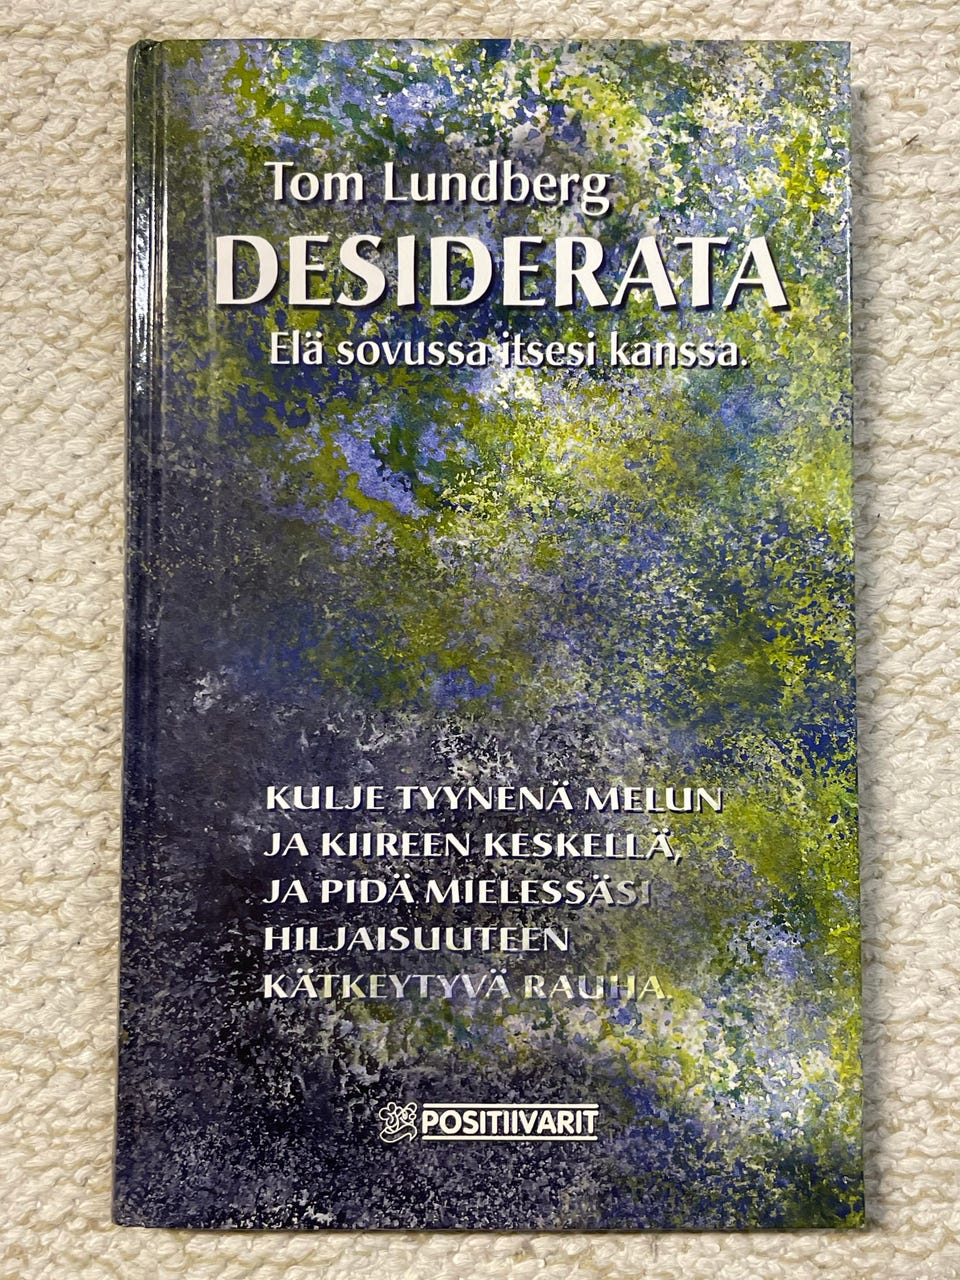 Tom Lundberg
DESIDERATA
Elä sovussa itsesi kanssa.
KULJE TYYNENÄ MELUN
JA KIIREEN KESKELLÄ,
JA PIDÄ MIELESSÄSI
HILJAISUUTEEN
KÄTKEYTYVÄ RAUHA.
POSITIIVARIT